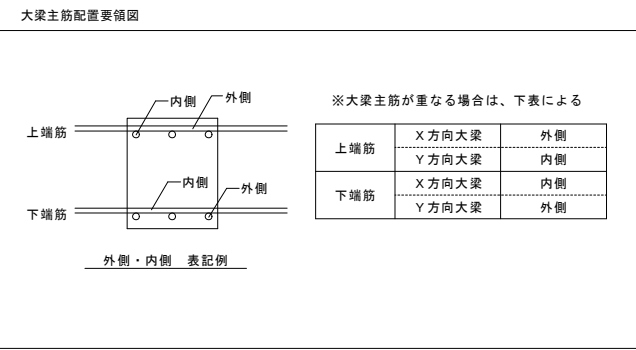 大梁主筋配置要領図
内側
外側
上端筋
内側
外側
下端筋
外側・内側　表記例
※大梁主筋が重なる場合は、下表による
上端筋 X方向大梁 外側
Y方向大梁 内側
下端筋 X方向大梁 内側
Y方向大梁 外側